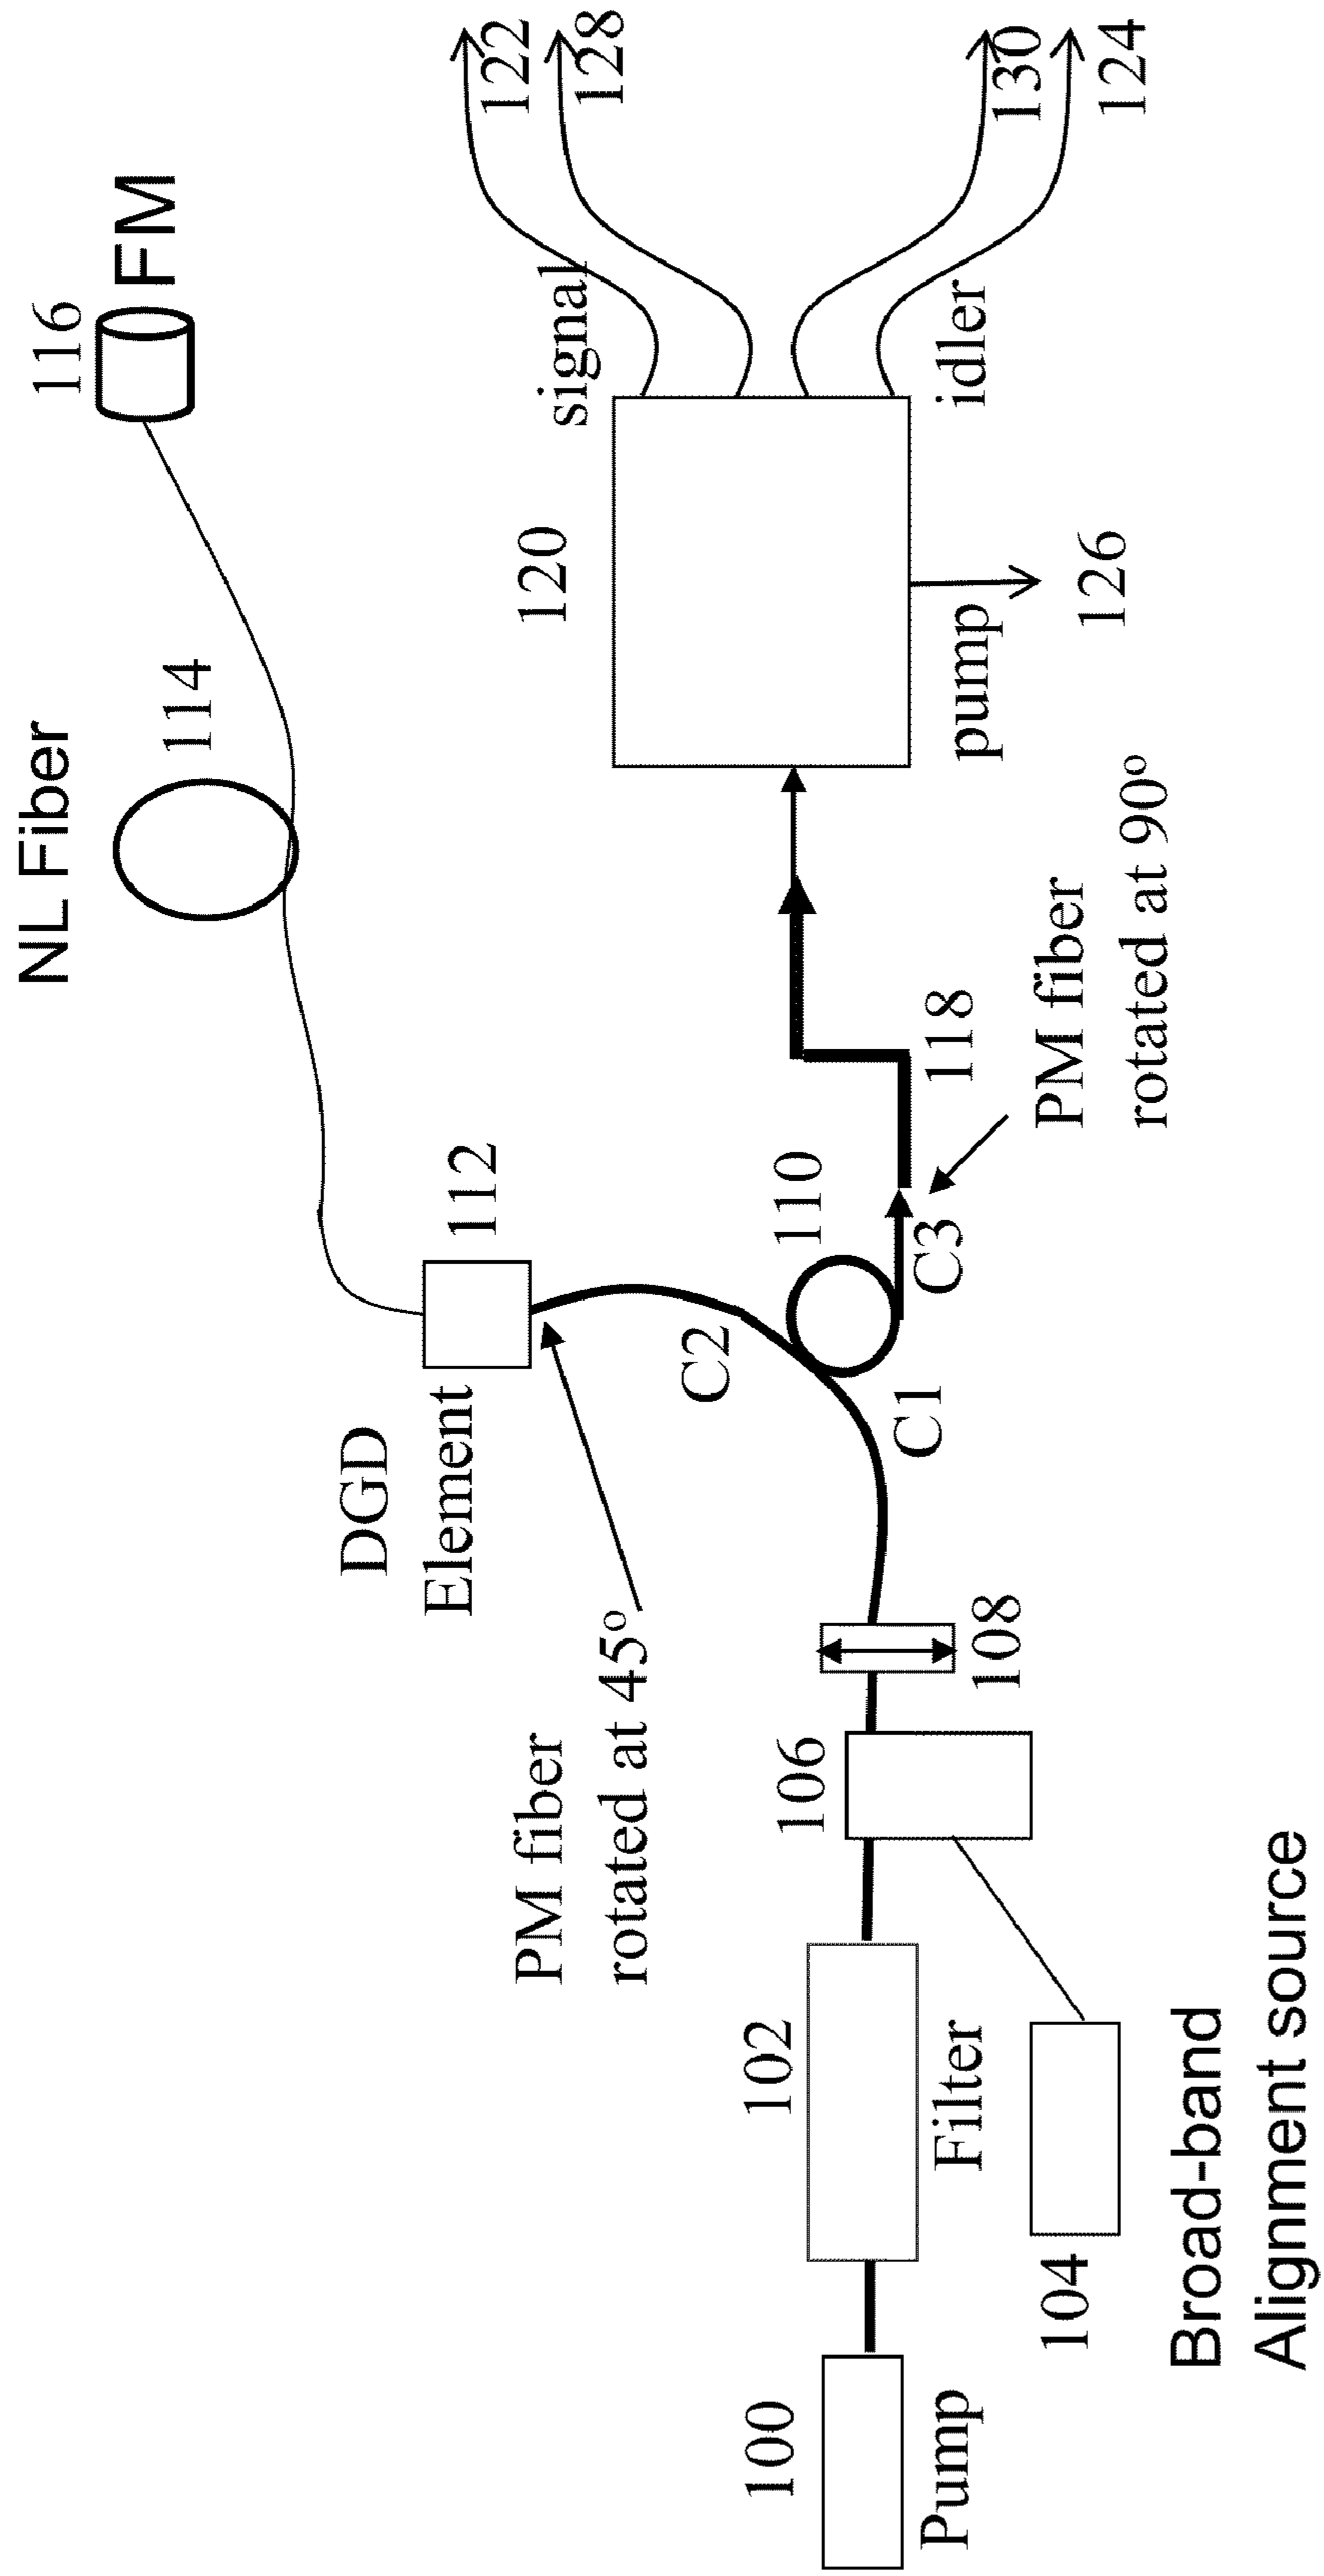 NL Fiber
114
116
FM
DGD
Element
112
PM fiber
rotated at 45º
C2
110
C1
C3
118
PM fiber
rotated at 90º
120
signal
122
128
130
124
idler
pump
126
100
Pump
102
Filter
106
108
104
Broad-band
Alignment source